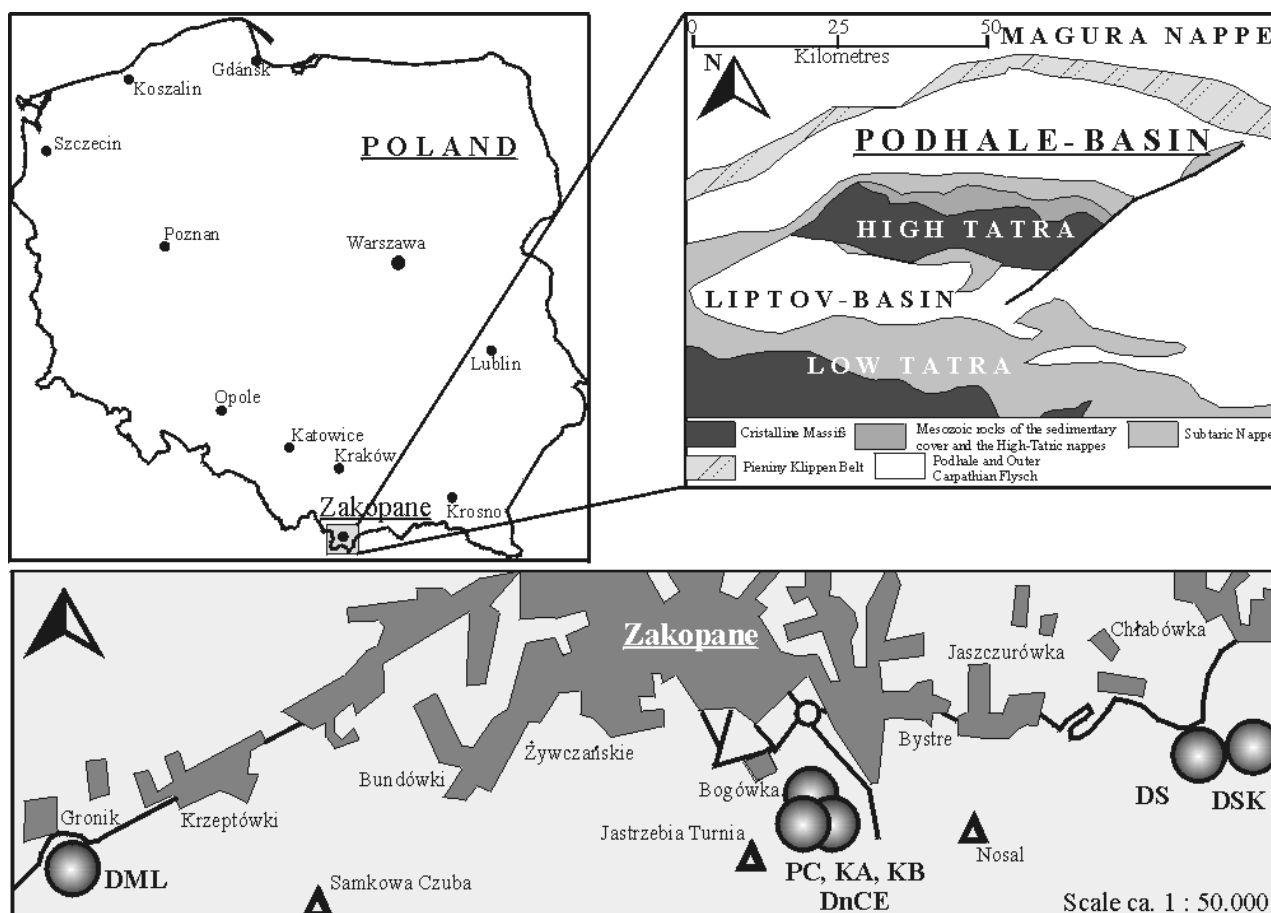 Gdánsk
Koszalin
Szczecin
POLAND
Poznan
Warszawa
Lublin
Opole
Katowice
Kraków
Zakopane
Krosno
0 25 50
Kilometres
MAGURA NAPPE
N
PODHALE-BASIN
HIGH TATRA
LIPTOV-BASIN
LOW TATRA
Cristalline Massifs
Mesozoic rocks of the sedimentary
cover and the High-Tatric nappes
Subtatric Nappe
Pieniny Klippen Belt
Podhale and Outer
Carpathian Flysch
Zakopane
Chłabówka
Jaszczurówka
Bystre
Żywczańskie
Bundówki
Bogówka
Gronik
Krzeptówki
Jastrzebia Turnia
Nosal
DS
DSK
DML
PC, KA, KB
DnCE
Samkowa Czuba
Scale ca. 1 : 50.000